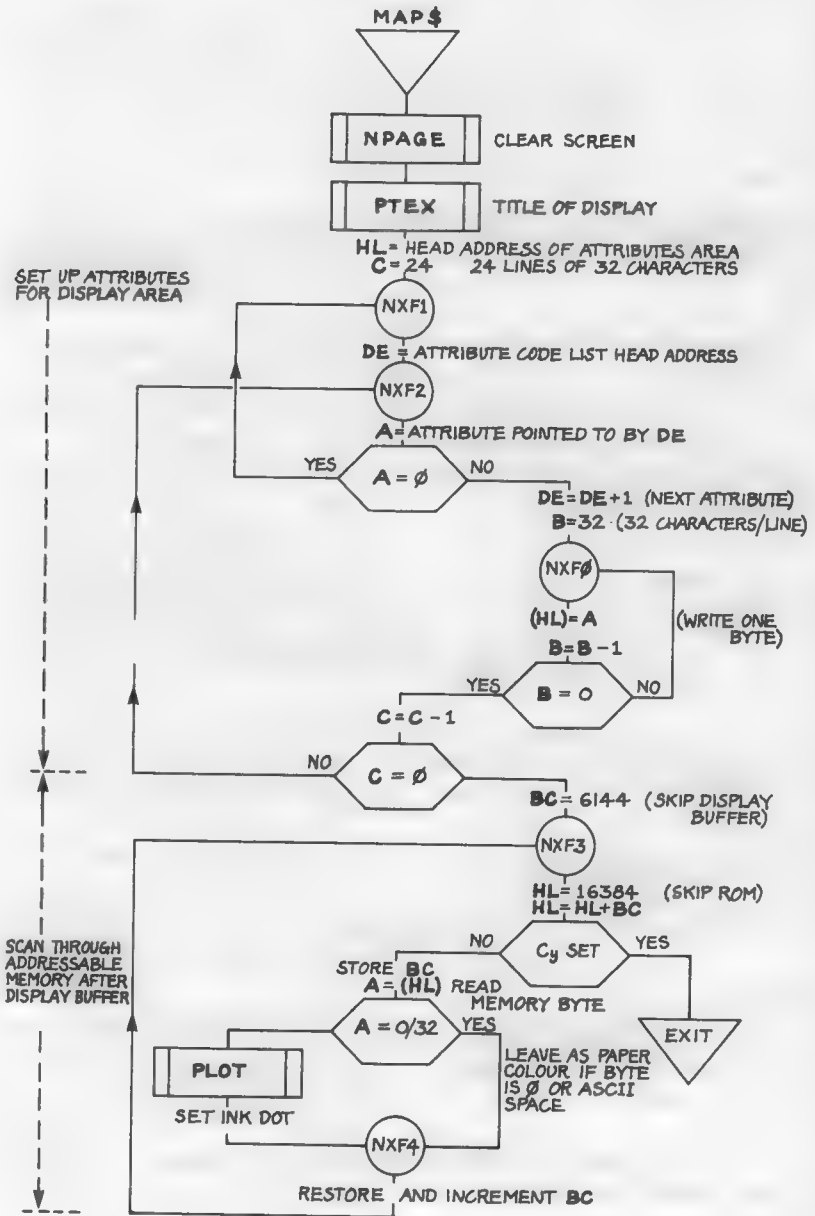 MAP$
NPAGE
CLEAR SCREEN
PTEX
TITLE OF DISPLAY
HL = HEAD ADDRESS OF ATTRIBUTES AREA
C = 24 24 LINES OF 32 CHARACTERS
SET UP ATTRIBUTES
FOR DISPLAY AREA
NXF1
DE = ATTRIBUTE CODE LIST HEAD ADDRESS
NXF2
A = ATTRIBUTE POINTED TO BY DE
YES
A = Ø
NO
DE = DE+1 (NEXT ATTRIBUTE)
B = 32 (32 CHARACTERS/LINE)
NXFØ
(HL) = A
(WRITE ONE
BYTE)
B = B - 1
YES
B = O
NO
C = C - 1
NO
C = Ø
BC = 6144 (SKIP DISPLAY
BUFFER)
NXF3
HL = 16384 (SKIP ROM)
HL = HL+BC
SCAN THROUGH
ADDRESSABLE
MEMORY AFTER
DISPLAY BUFFER
NO
Cy SET
YES
STORE BC
A = (HL) READ
MEMORY BYTE
A = 0/32
YES
EXIT
PLOT
LEAVE AS PAPER
COLOUR IF BYTE
IS Ø OR ASCII
SPACE
SET INK DOT
NXF4
RESTORE AND INCREMENT BC